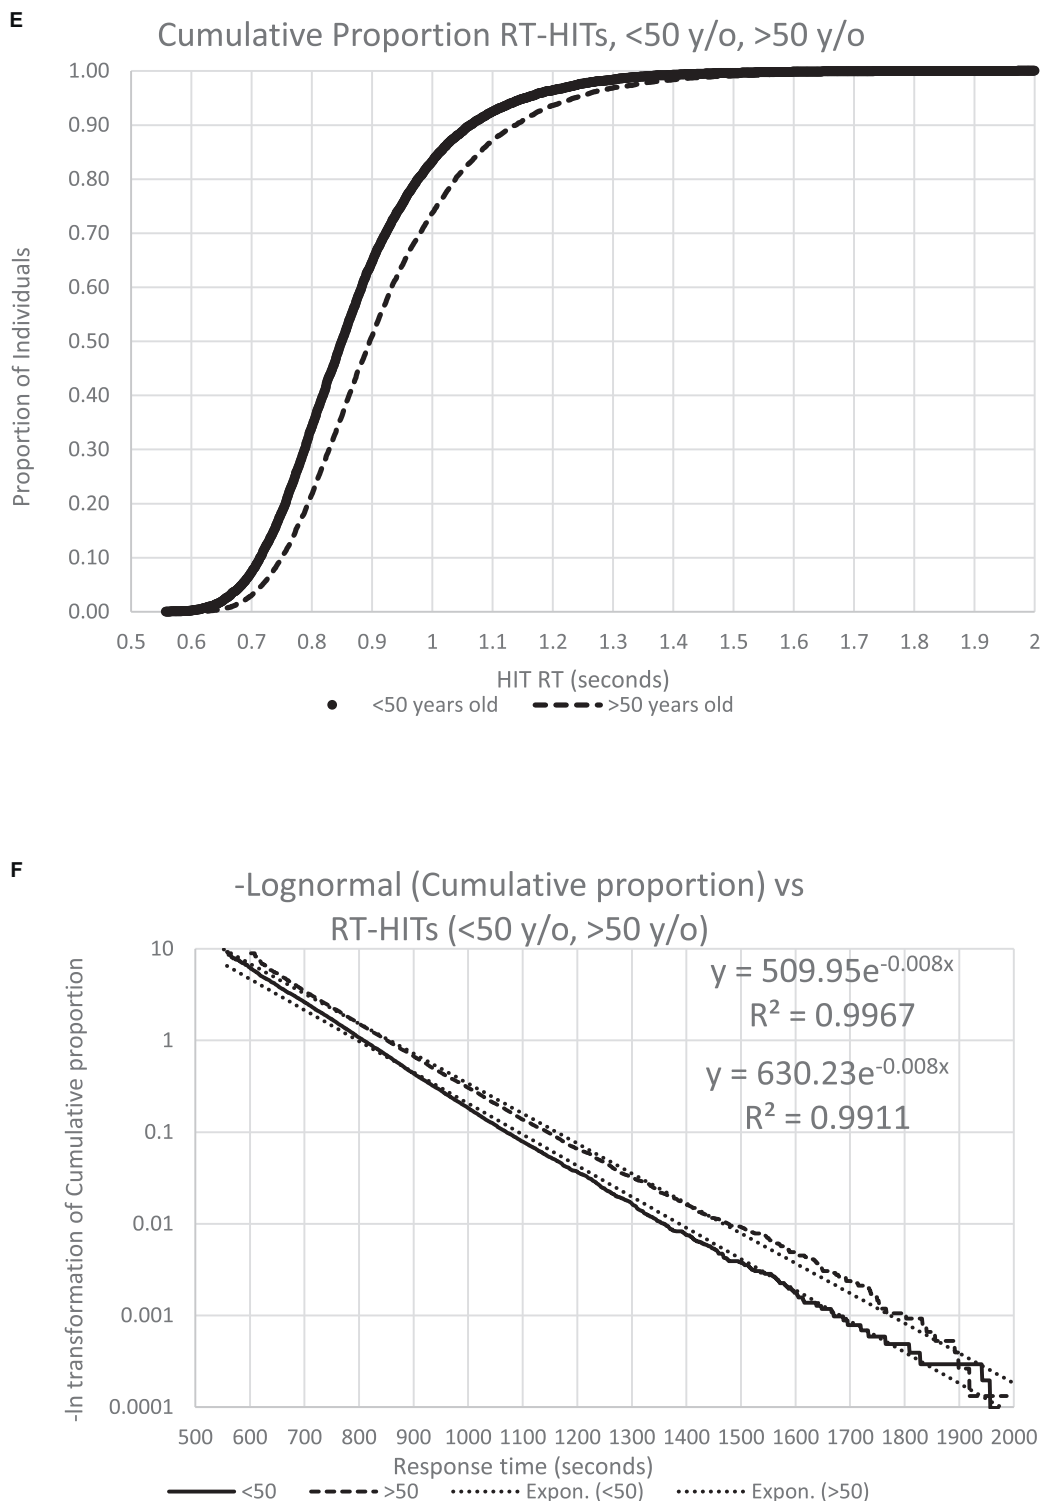 E
Cumulative Proportion RT-HITs, <50 y/o, >50 y/o
1.00
0.90
0.80
0.70
0.60
0.50
0.40
0.30
0.20
0.10
0.00
Proportion of Individuals
0.5 0.6 0.7 0.8 0.9 1 1.1 1.2 1.3 1.4 1.5 1.6 1.7 1.8 1.9 2
HIT RT (seconds)
<50 years old >50 years old
F
-Lognormal (Cumulative proportion) vs
RT-HITs (<50 y/o, >50 y/o)
10
1
0.1
0.01
0.001
0.0001
-ln transformation of Cumulative proportion
y = 509.95e^-0.008x
R² = 0.9967
y = 630.23e^-0.008x
R² = 0.9911
500 600 700 800 900 1000 1100 1200 1300 1400 1500 1600 1700 1800 1900 2000
Response time (seconds)
<50 >50 Expon. (<50) Expon. (>50)